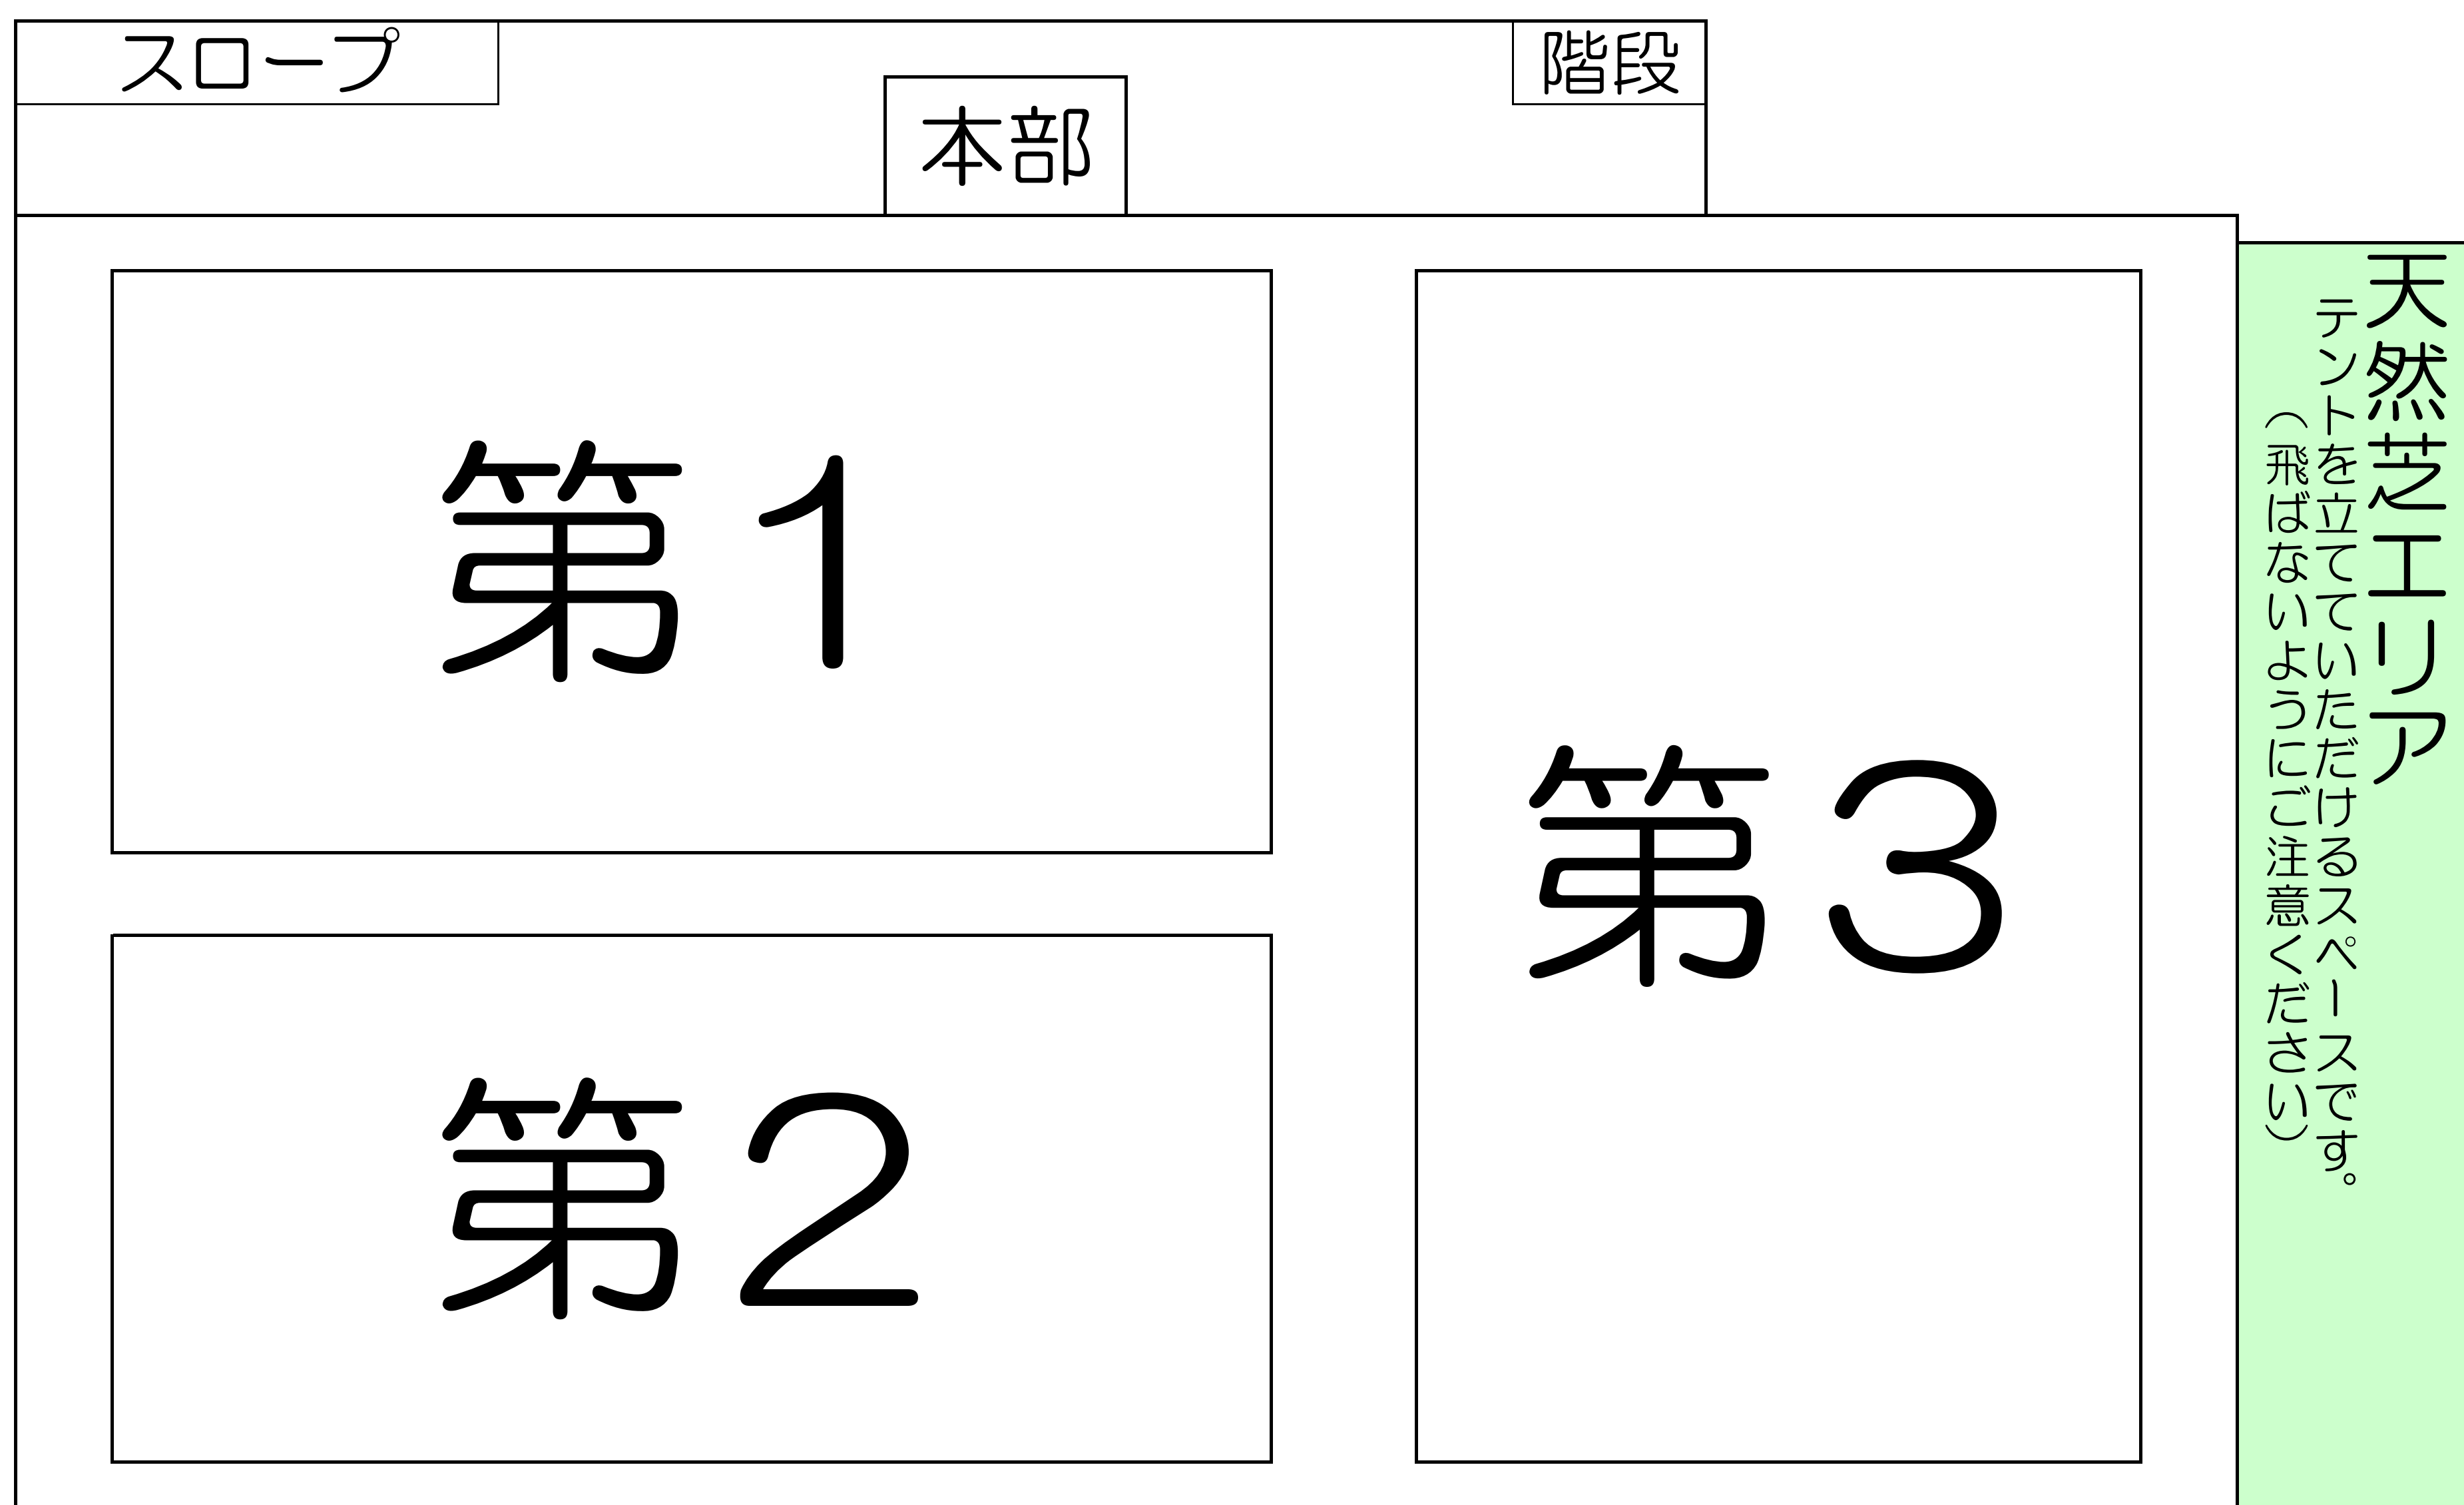 スロープ
階段
本部
第１
第２
第３
天然芝エリア
テントを立てていただけるスペースです。
（飛ばないようにご注意ください）